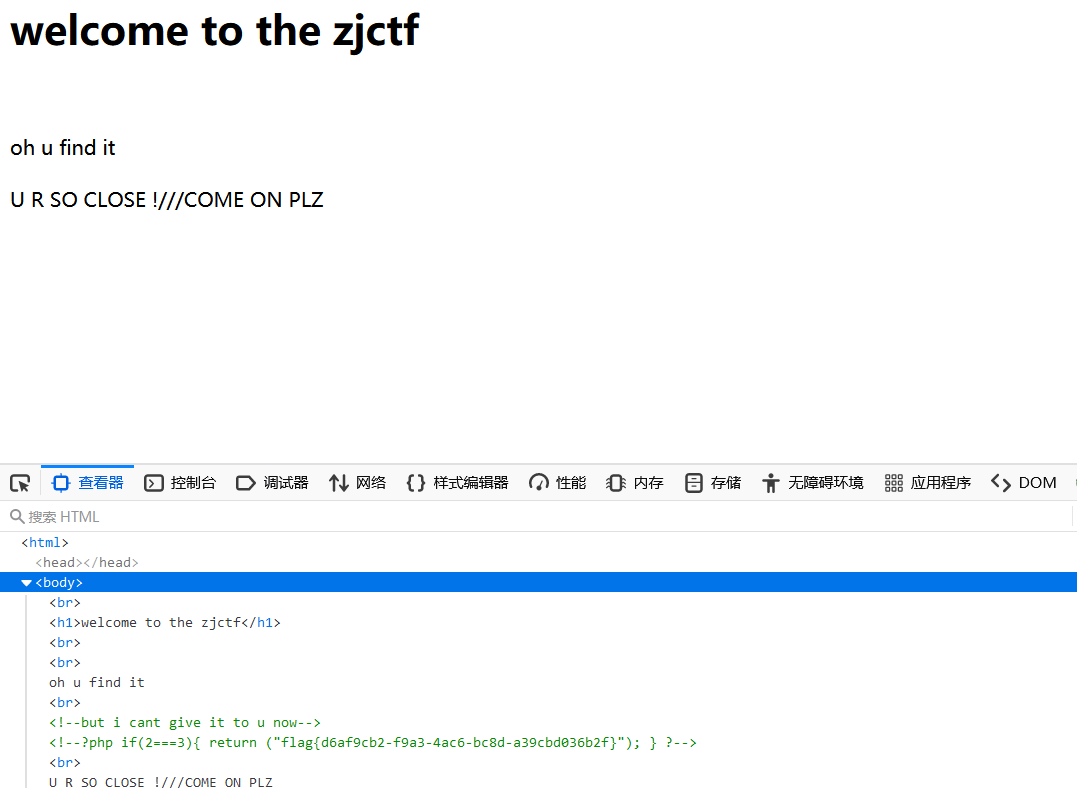 welcome to the zjctf
oh u find it
U R SO CLOSE !///COME ON PLZ
查看器 控制台 调试器 网络 样式编辑器 性能 内存 存储 无障碍环境 应用程序 DOM
搜索 HTML
<html>
<head></head>
<body>
<br>
<h1>welcome to the zjctf</h1>
<br>
<br>
oh u find it
<br>
<!--but i cant give it to u now-->
<!--?php if(2===3){ return ("flag{d6af9cb2-f9a3-4ac6-bc8d-a39cbd036b2f}"); } ?-->
<br>
U R SO CLOSE !///COME ON PLZ